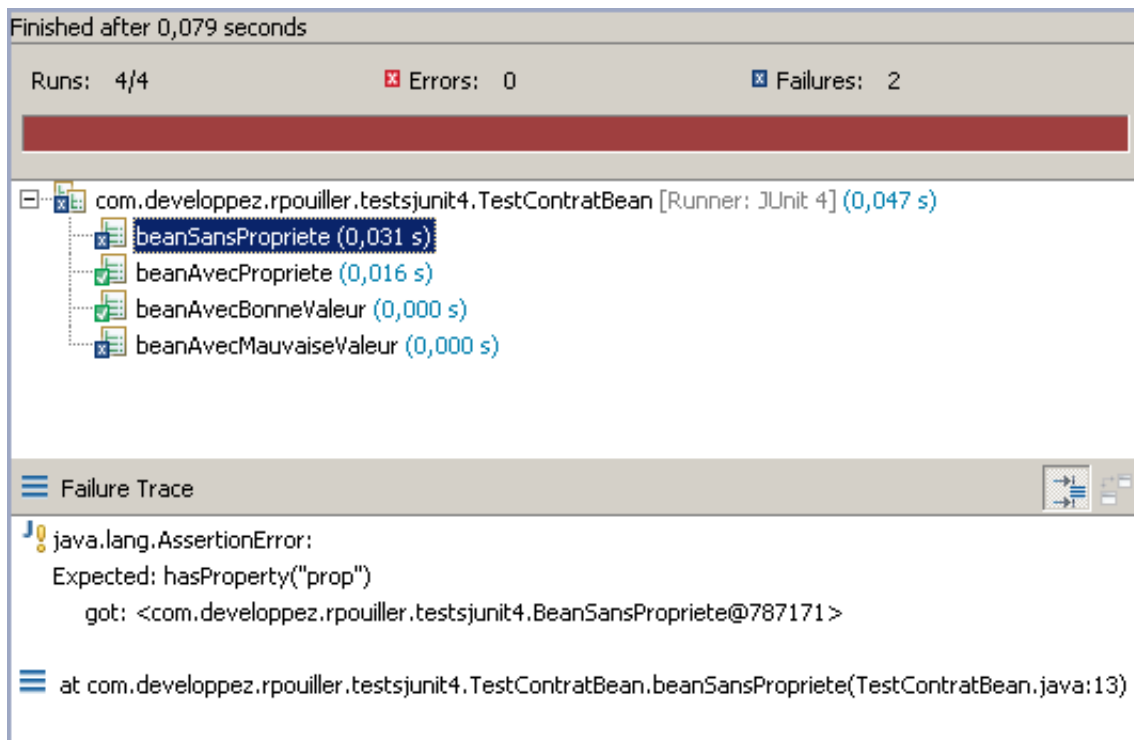 Finished after 0,079 seconds
Runs: 4/4 Errors: 0 Failures: 2
com.developpez.rpouiller.testsjunit4.TestContratBean [Runner: JUnit 4] (0,047 s)
beanSansPropriete (0,031 s)
beanAvecPropriete (0,016 s)
beanAvecBonneValeur (0,000 s)
beanAvecMauvaiseValeur (0,000 s)
Failure Trace
java.lang.AssertionError:
Expected: hasProperty("prop")
got: <com.developpez.rpouiller.testsjunit4.BeanSansPropriete@787171>
at com.developpez.rpouiller.testsjunit4.TestContratBean.beanSansPropriete(TestContratBean.java:13)